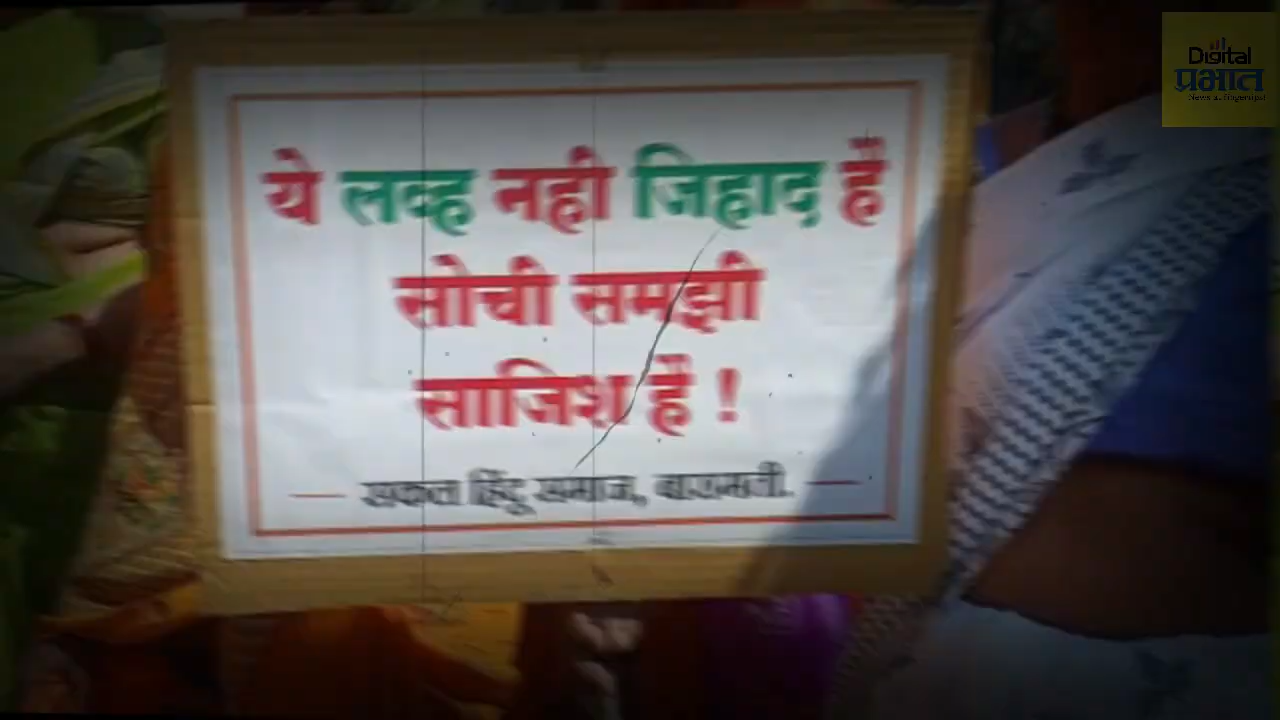 Digital
प्रभात
ये लव्ह नही जिहाद हैं
सोची समझी
साजिश हैं !
सकल हिंदू समाज, बारामती.